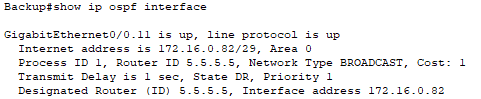 Backup#show ip ospf interface
GigabitEthernet0/0.11 is up, line protocol is up
Internet address is 172.16.0.82/29, Area 0
Process ID 1, Router ID 5.5.5.5, Network Type BROADCAST, Cost: 1
Transmit Delay is 1 sec, State DR, Priority 1
Designated Router (ID) 5.5.5.5, Interface address 172.16.0.82